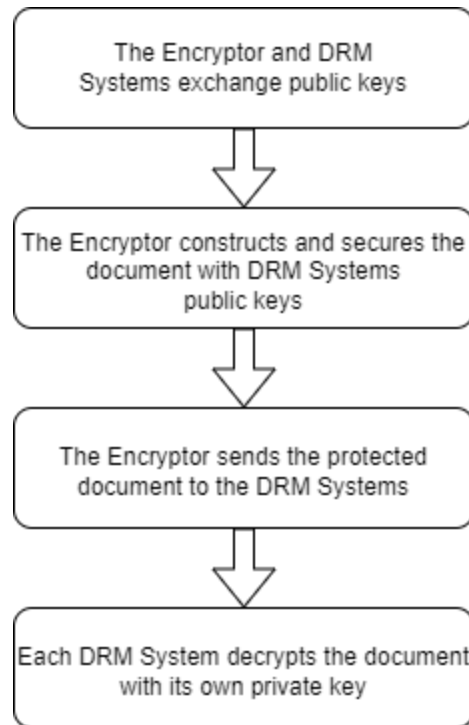 The Encryptor and DRM
Systems exchange public keys
The Encryptor constructs and secures the
document with DRM Systems
public keys
The Encryptor sends the protected
document to the DRM Systems
Each DRM System decrypts the document
with its own private key